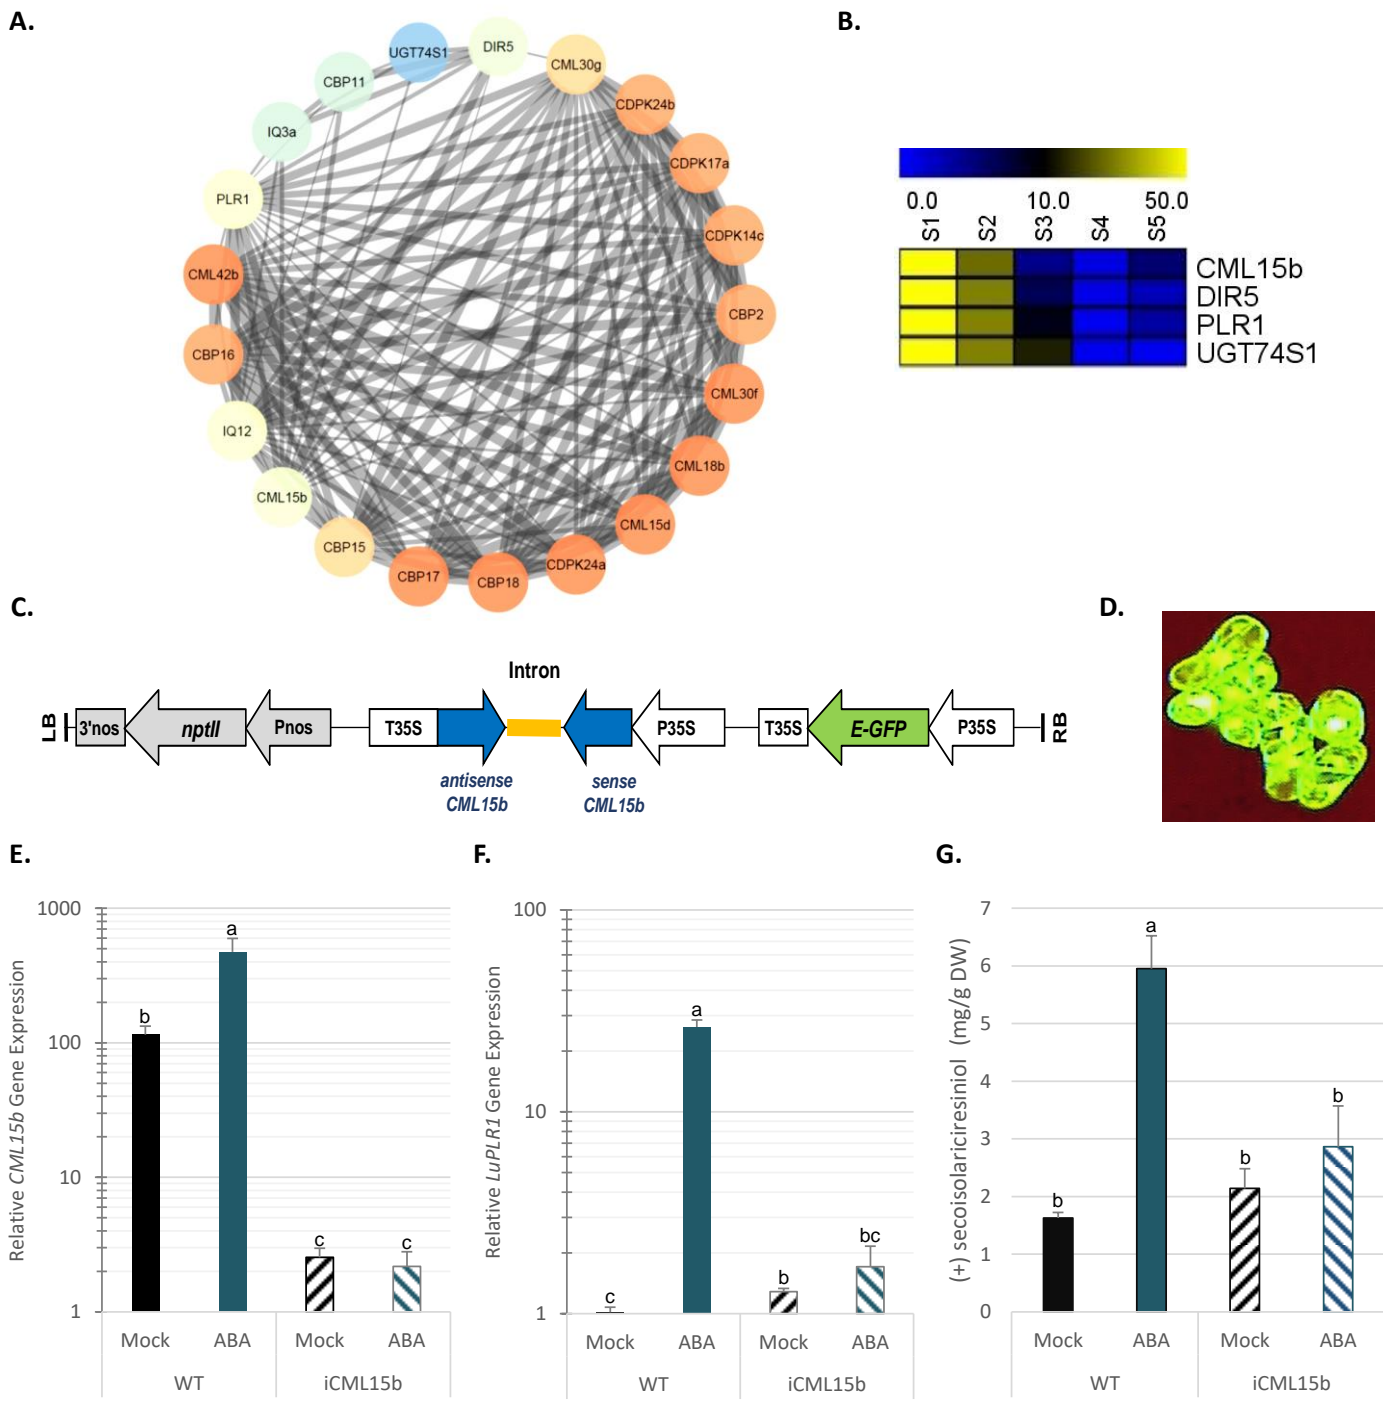 A.
B.
UGT74S1
DIR5
CML30g
CBP11
CDPK24b
IQ3a
CDPK17a
PLR1
CDPK14c
CML42b
CBP2
CBP16
CML30f
IQ12
CML18b
CML15b
CML15d
CBP15
CDPK24a
CBP17
CBP18
0.0 10.0 50.0
S1 S2 S3 S4 S5
CML15b
DIR5
PLR1
UGT74S1
C.
D.
Intron
LB 3'nos nptII Pnos T35S P35S T35S E-GFP P35S RB
antisense
CML15b
sense
CML15b
E.
Relative CML15b Gene Expression
1000
100
10
1
b
a
c
c
Mock ABA Mock ABA
WT iCML15b
F.
Relative LuPLR1 Gene Expression
100
10
1
c
a
b
bc
Mock ABA Mock ABA
WT iCML15b
G.
(+) secoisolariciresiniol (mg/g DW)
7
6
5
4
3
2
1
0
b
a
b
b
Mock ABA Mock ABA
WT iCML15b